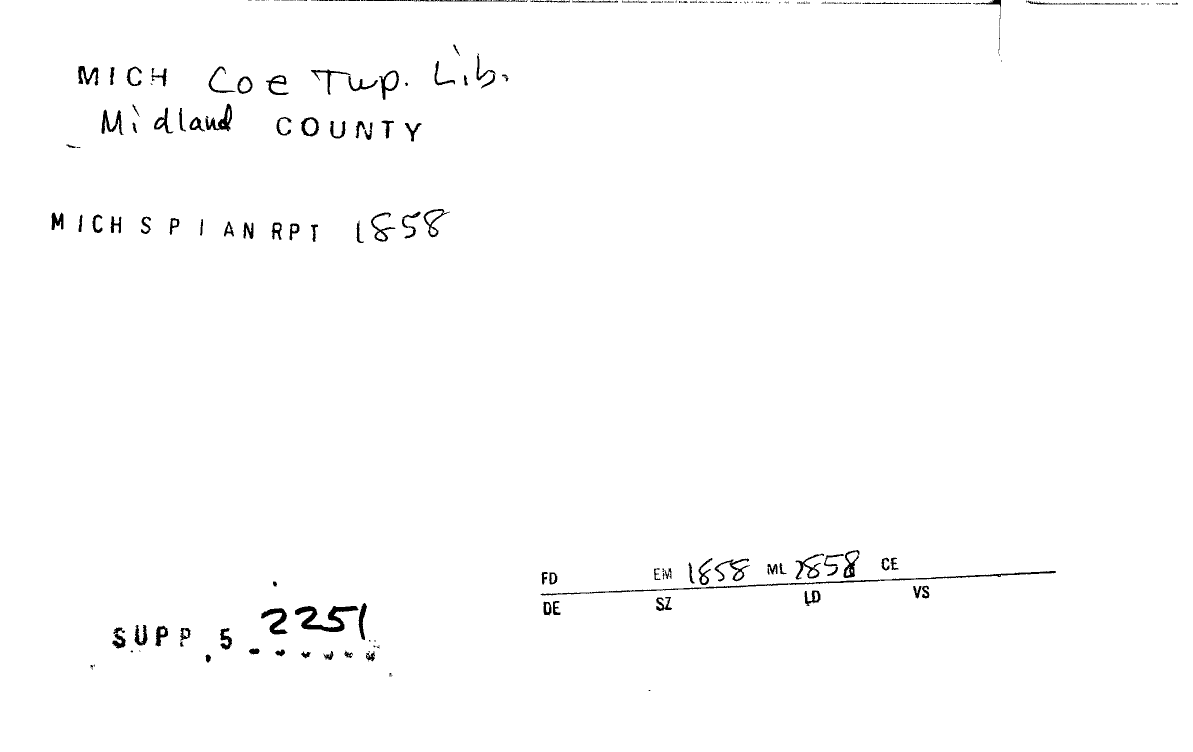 MICH Coe Twp. Lib.
Midland COUNTY
MICH S P I AN RPT 1858
FD EM 1858 ML 1858 CE
DE SZ LD VS
SUPP. 5 2251